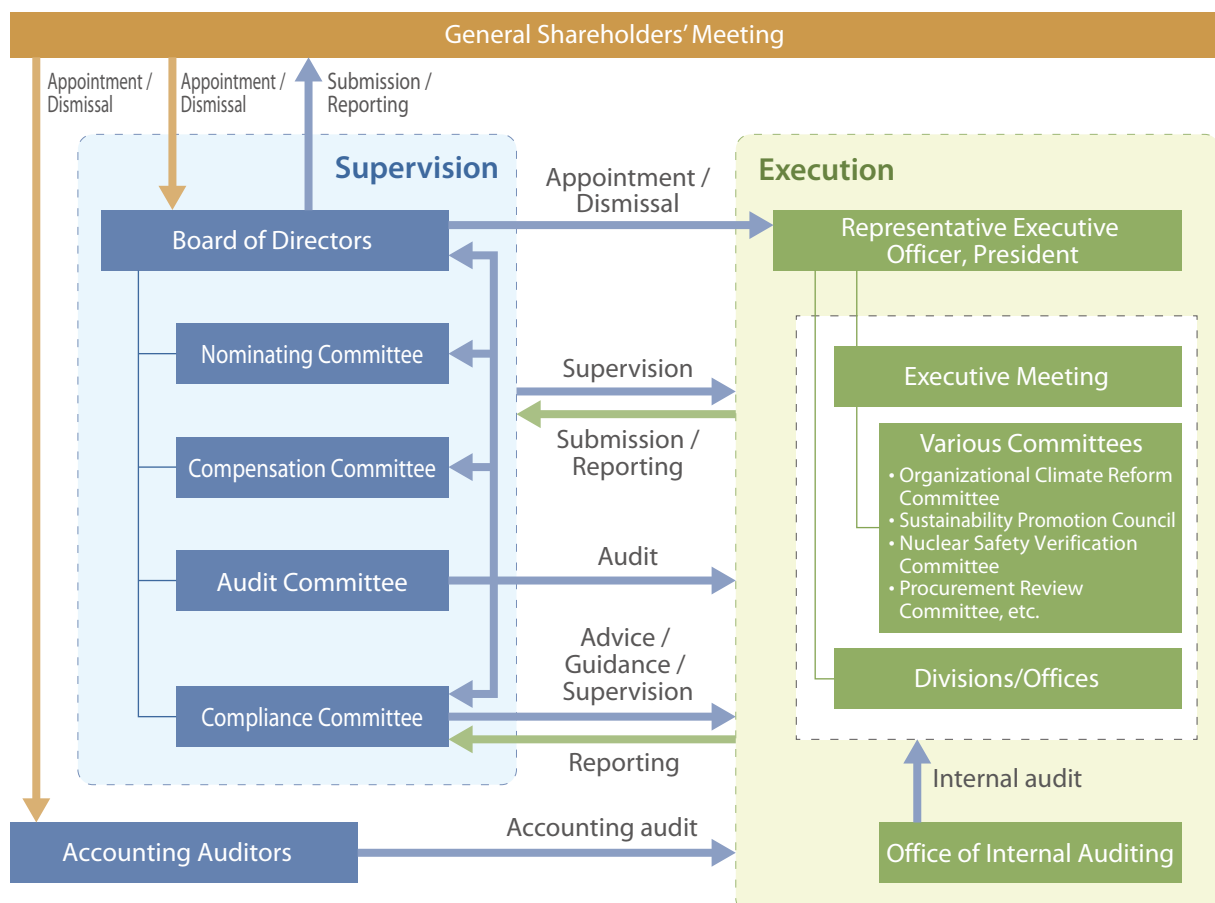 General Shareholders' Meeting
Appointment /
Dismissal
Appointment /
Dismissal
Submission /
Reporting
Supervision
Board of Directors
Nominating Committee
Compensation Committee
Audit Committee
Compliance Committee
Accounting Auditors
Appointment /
Dismissal
Supervision
Submission /
Reporting
Audit
Advice /
Guidance /
Supervision
Reporting
Accounting audit
Execution
Representative Executive
Officer, President
Executive Meeting
Various Committees
• Organizational Climate Reform
Committee
• Sustainability Promotion Council
• Nuclear Safety Verification
Committee
• Procurement Review
Committee, etc.
Divisions/Offices
Internal audit
Office of Internal Auditing